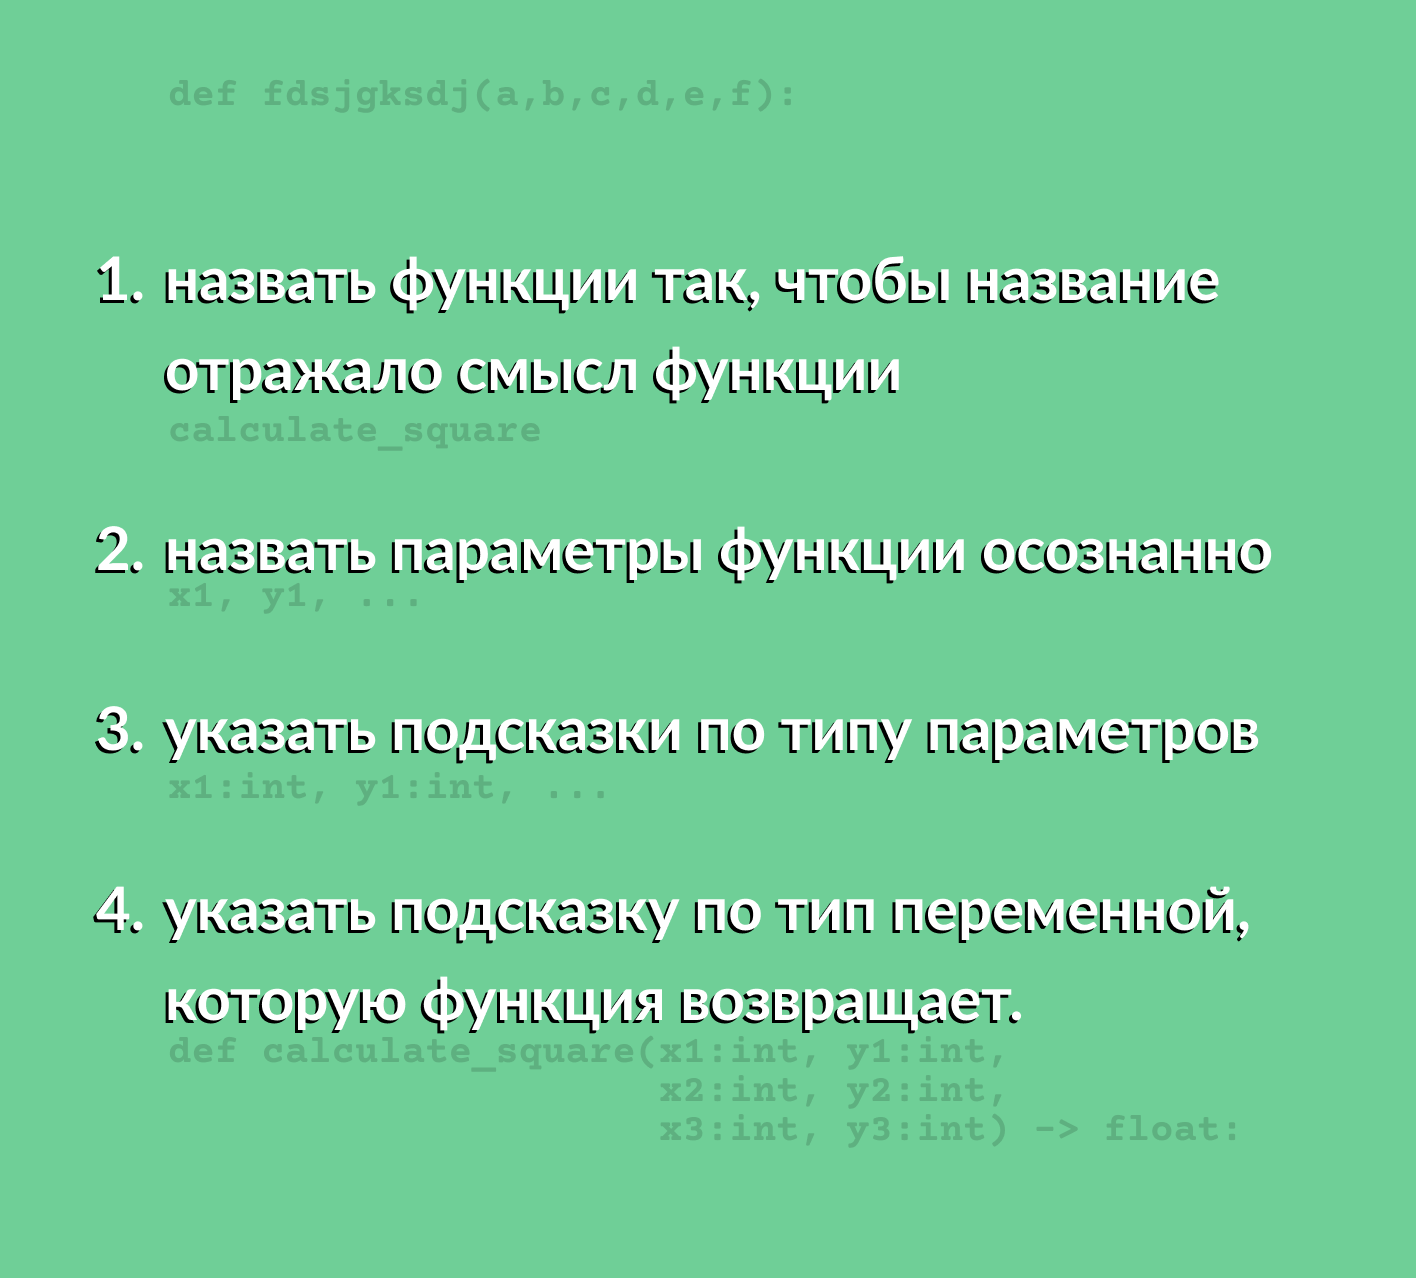 def fdsjgksdj(a,b,c,d,e,f):
1. назвать функции так, чтобы название
отражало смысл функции
calculate_square
2. назвать параметры функции осознанно
x1, y1, ...
3. указать подсказки по типу параметров
x1:int, y1:int, ...
4. указать подсказку по тип переменной,
которую функция возвращает.
def calculate_square(x1:int, y1:int,
x2:int, y2:int,
x3:int, y3:int) -> float: